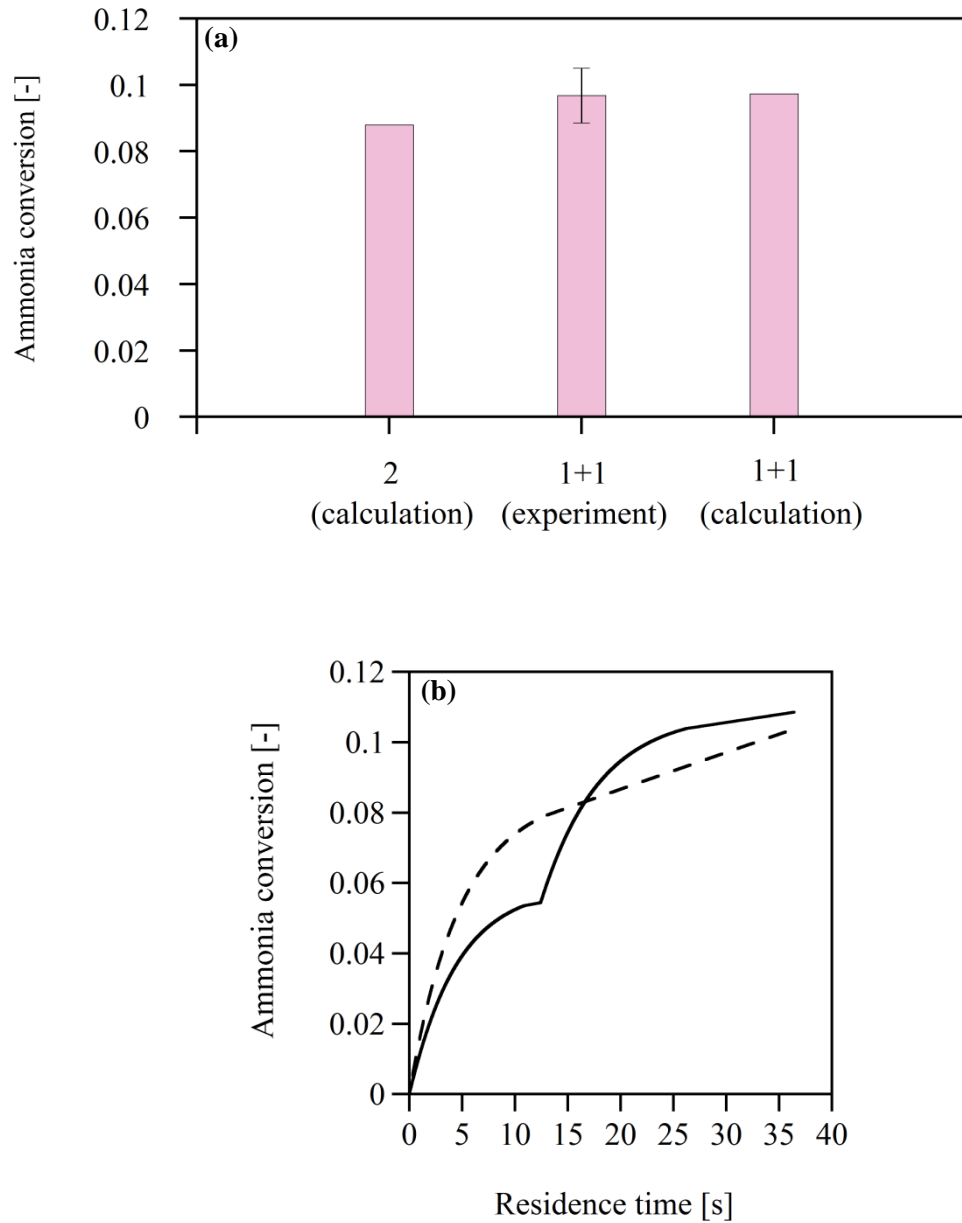 (a)
Ammonia conversion [-]
0.12
0.1
0.08
0.06
0.04
0.02
0
2 1+1 1+1
(calculation) (experiment) (calculation)
(b)
Ammonia conversion [-]
0.12
0.1
0.08
0.06
0.04
0.02
0
0 5 10 15 20 25 30 35 40
Residence time [s]